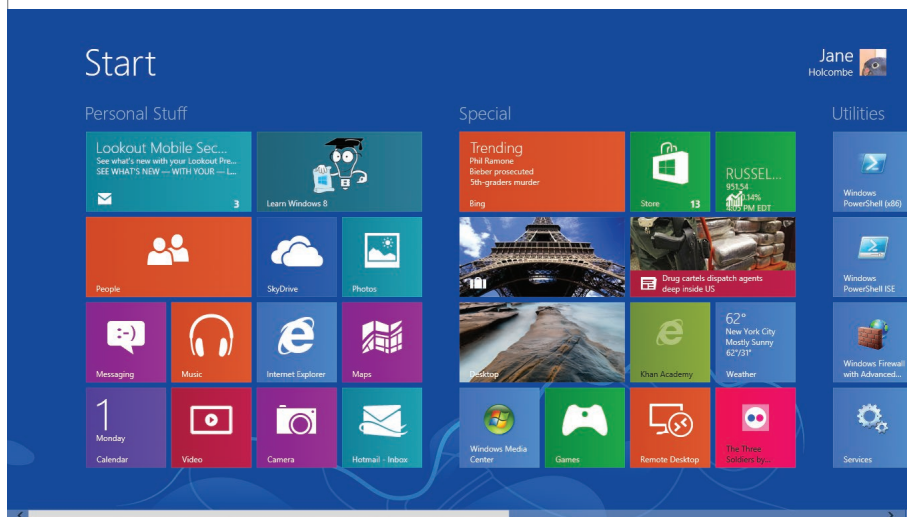 Start
Jane
Holcombe
Personal Stuff
Lookout Mobile Sec...
See what's new with your Lookout Pre...
SEE WHAT'S NEW — WITH YOUR — L...
3
Learn Windows 8
People
SkyDrive
Photos
:-)
Messaging
Music
Internet Explorer
Maps
1
Monday
Calendar
Video
Camera
Hotmail - Inbox
Special
Trending
Phil Ramone
Bieber prosecuted
5th-graders murder
Bing
Store
13
RUSSEL...
951.54
0.14%
4:05 PM EDT
Drug cartels dispatch agents
deep inside US
Desktop
Khan Academy
62°
New York City
Mostly Sunny
62°/31°
Weather
Windows Media
Center
Games
Remote Desktop
The Three
Soldiers by...
Utilities
Windows
PowerShell (x86)
Windows
PowerShell ISE
Windows Firewall
with Advanced...
Services